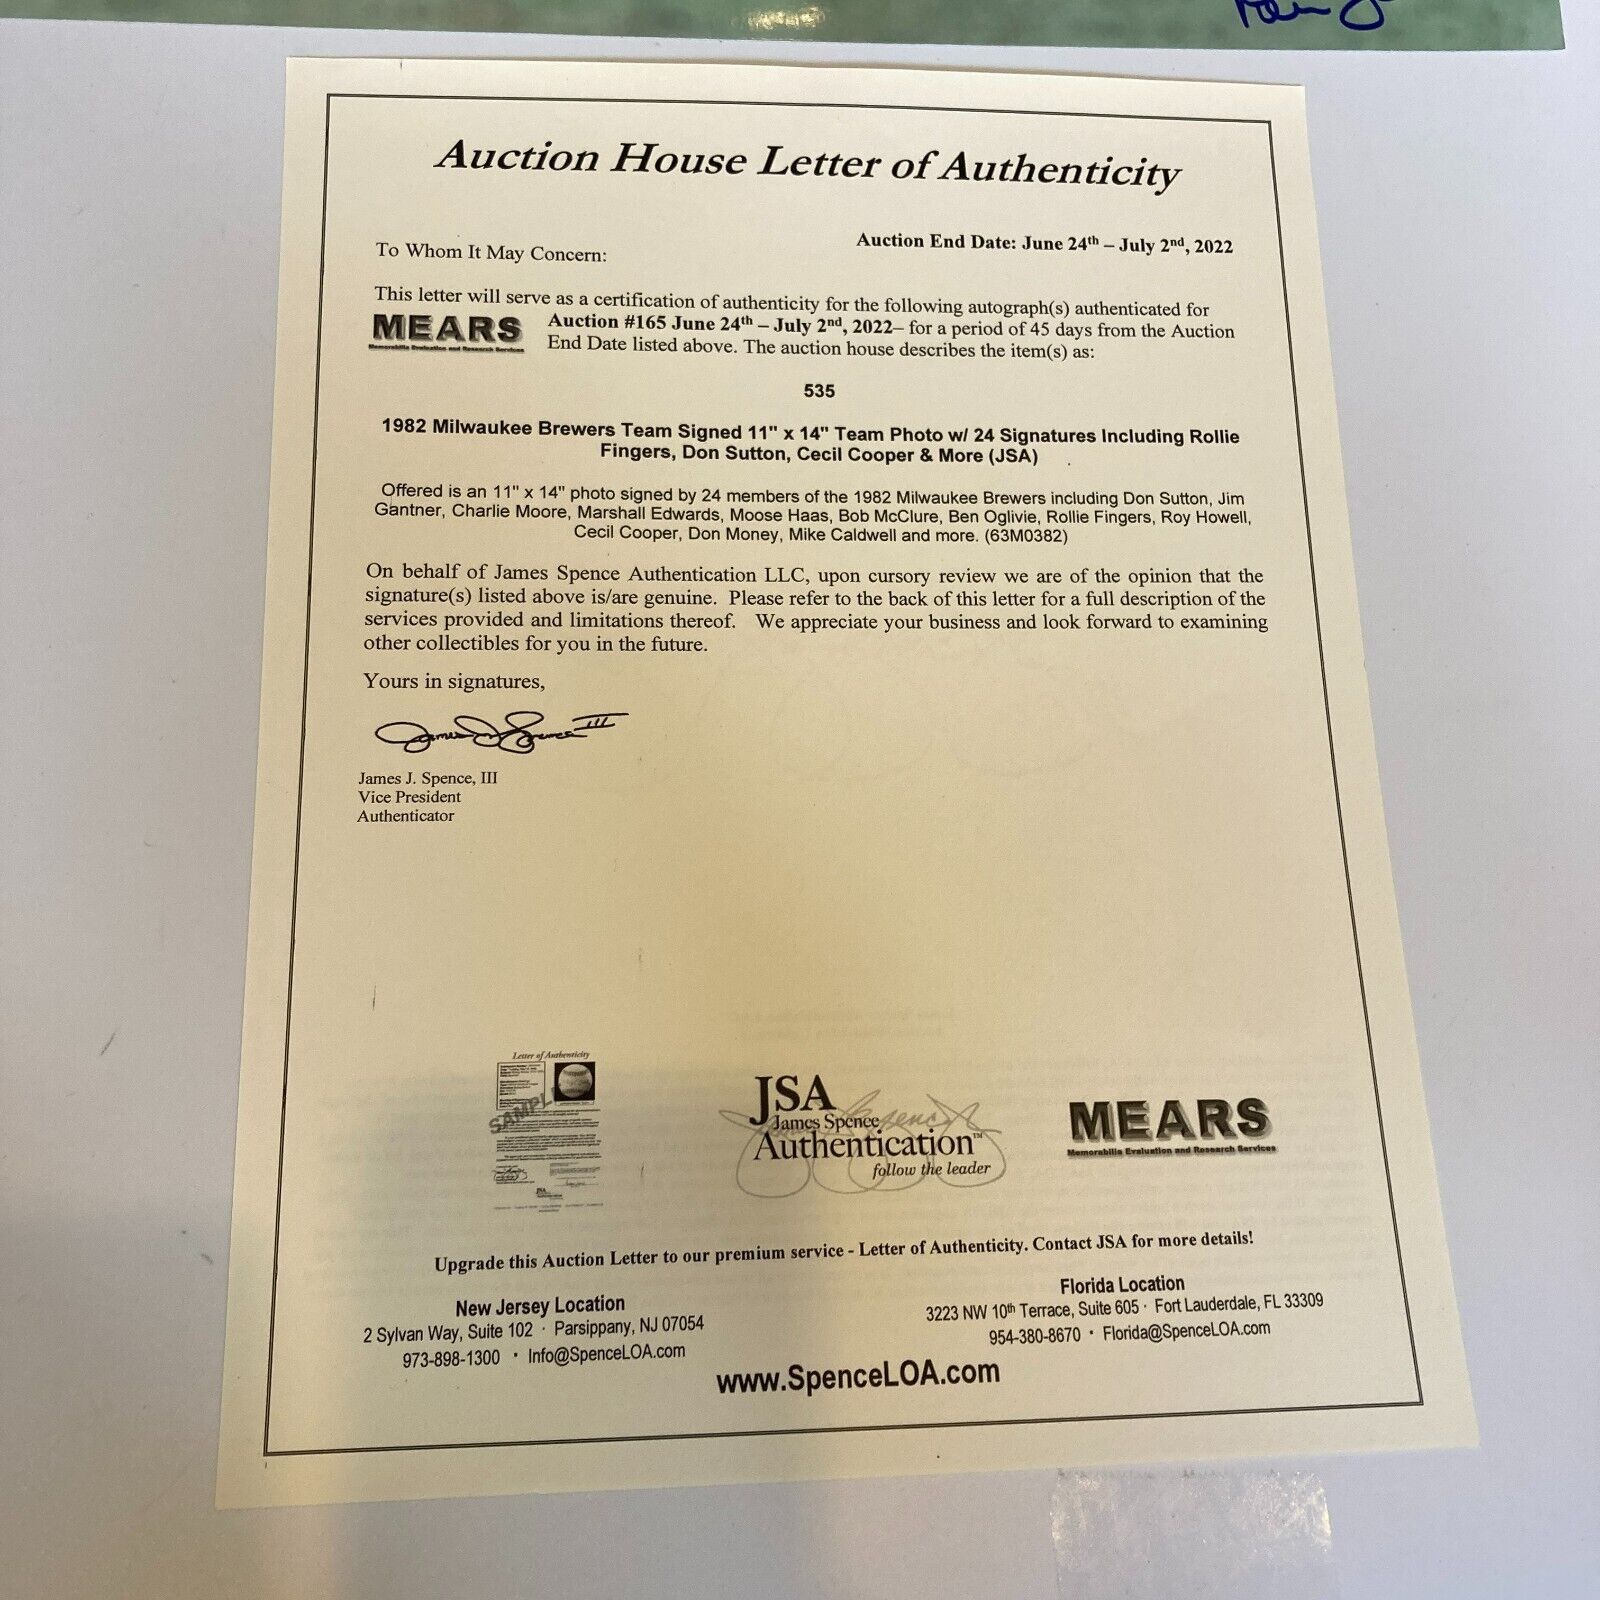 Auction House Letter of Authenticity
Auction End Date: June 24th – July 2nd, 2022
To Whom It May Concern:
This letter will serve as a certification of authenticity for the following autograph(s) authenticated for
MEARS Auction #165 June 24th – July 2nd, 2022– for a period of 45 days from the Auction
Memorabilia Evaluation and Research Services End Date listed above. The auction house describes the item(s) as:
535
1982 Milwaukee Brewers Team Signed 11" x 14" Team Photo w/ 24 Signatures Including Rollie
Fingers, Don Sutton, Cecil Cooper & More (JSA)
Offered is an 11" x 14" photo signed by 24 members of the 1982 Milwaukee Brewers including Don Sutton, Jim
Gantner, Charlie Moore, Marshall Edwards, Moose Haas, Bob McClure, Ben Oglivie, Rollie Fingers, Roy Howell,
Cecil Cooper, Don Money, Mike Caldwell and more. (63M0382)
On behalf of James Spence Authentication LLC, upon cursory review we are of the opinion that the
signature(s) listed above is/are genuine. Please refer to the back of this letter for a full description of the
services provided and limitations thereof. We appreciate your business and look forward to examining
other collectibles for you in the future.
Yours in signatures,
James J. Spence III
James J. Spence, III
Vice President
Authenticator
Letter of Authenticity
SAMPLE
JSA
James Spence
Authentication™
follow the leader
MEARS
Memorabilia Evaluation and Research Services
Upgrade this Auction Letter to our premium service - Letter of Authenticity. Contact JSA for more details!
New Jersey Location
2 Sylvan Way, Suite 102 · Parsippany, NJ 07054
973-898-1300 · Info@SpenceLOA.com
Florida Location
3223 NW 10th Terrace, Suite 605 · Fort Lauderdale, FL 33309
954-380-8670 · Florida@SpenceLOA.com
www.SpenceLOA.com